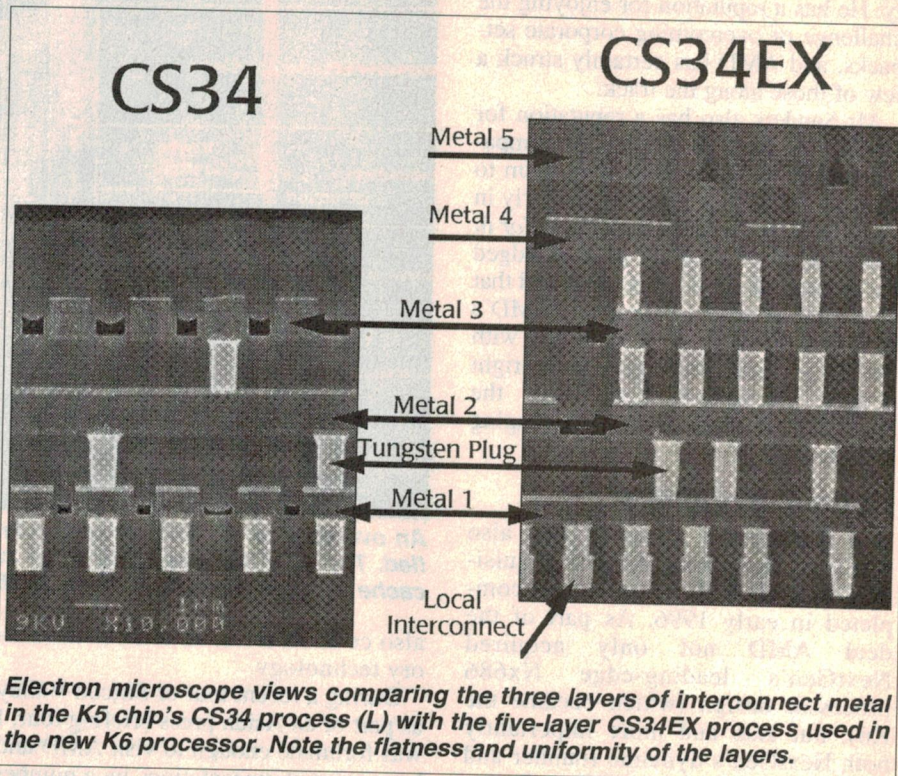 CS34
CS34EX
Metal 5
Metal 4
Metal 3
Metal 2
Tungsten Plug
Metal 1
Local
Interconnect
1µm
9KV X10,000
Electron microscope views comparing the three layers of interconnect metal
in the K5 chip's CS34 process (L) with the five-layer CS34EX process used in
the new K6 processor. Note the flatness and uniformity of the layers.